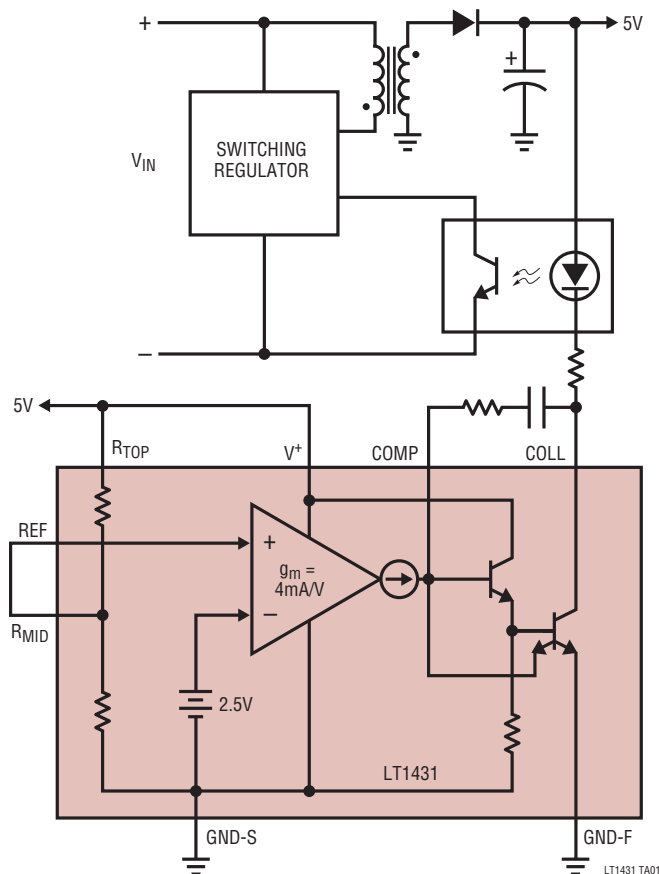 +
5V
+
SWITCHING
REGULATOR
VIN
–
5V
RTOP
V+
COMP
COLL
REF
+
gm =
4mA/V
–
RMID
2.5V
LT1431
GND-S
GND-F
LT1431 TA01